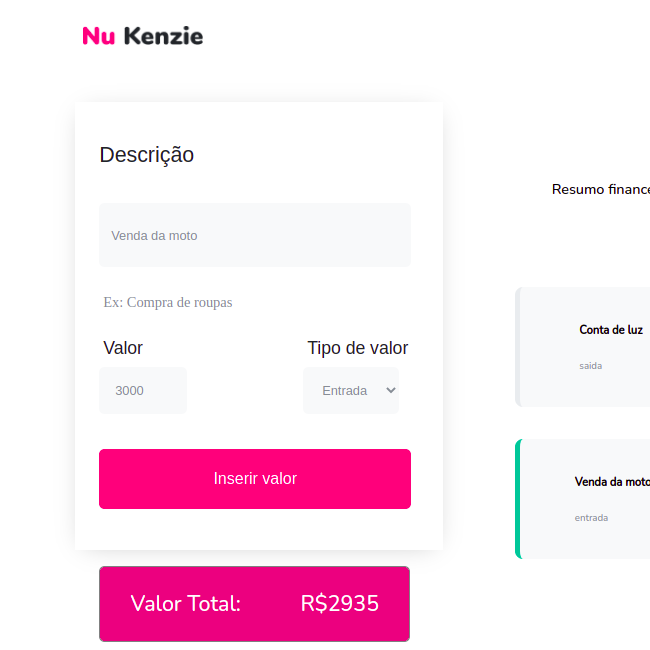 Nu Kenzie
Descrição
Venda da moto
Ex: Compra de roupas
Valor
Tipo de valor
3000
Entrada
Inserir valor
Valor Total:
R$2935
Resumo finance
Conta de luz
saida
Venda da moto
entrada